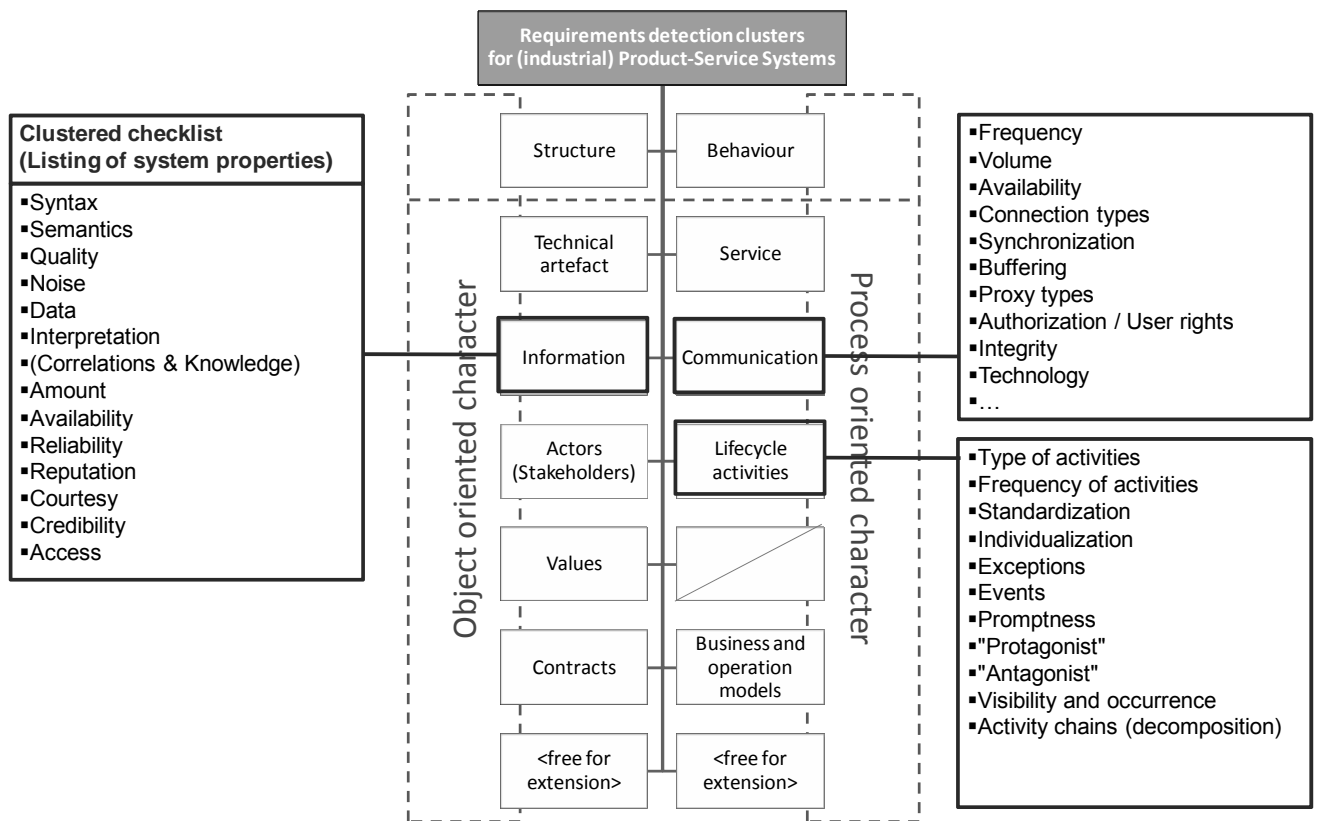 Requirements detection clusters
for (industrial) Product-Service Systems
Clustered checklist
(Listing of system properties)
▪Syntax
▪Semantics
▪Quality
▪Noise
▪Data
▪Interpretation
▪(Correlations & Knowledge)
▪Amount
▪Availability
▪Reliability
▪Reputation
▪Courtesy
▪Credibility
▪Access
Object oriented character
Structure
Behaviour
Technical
artefact
Service
Information
Communication
Actors
(Stakeholders)
Lifecycle
activities
Values
Contracts
Business and
operation
models
<free for
extension>
<free for
extension>
Process oriented character
▪Frequency
▪Volume
▪Availability
▪Connection types
▪Synchronization
▪Buffering
▪Proxy types
▪Authorization / User rights
▪Integrity
▪Technology
▪…
▪Type of activities
▪Frequency of activities
▪Standardization
▪Individualization
▪Exceptions
▪Events
▪Promptness
▪"Protagonist"
▪"Antagonist"
▪Visibility and occurrence
▪Activity chains (decomposition)